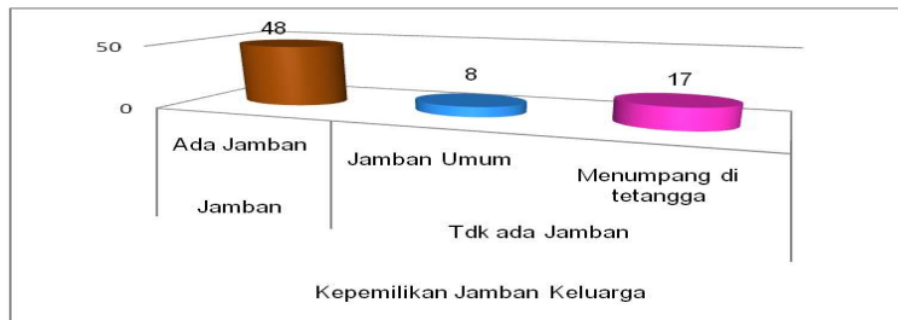 48
50
8
17
0
Ada Jamban
Jamban Umum
Menumpang di
tetangga
Jamban
Tdk ada Jamban
Kepemilikan Jamban Keluarga